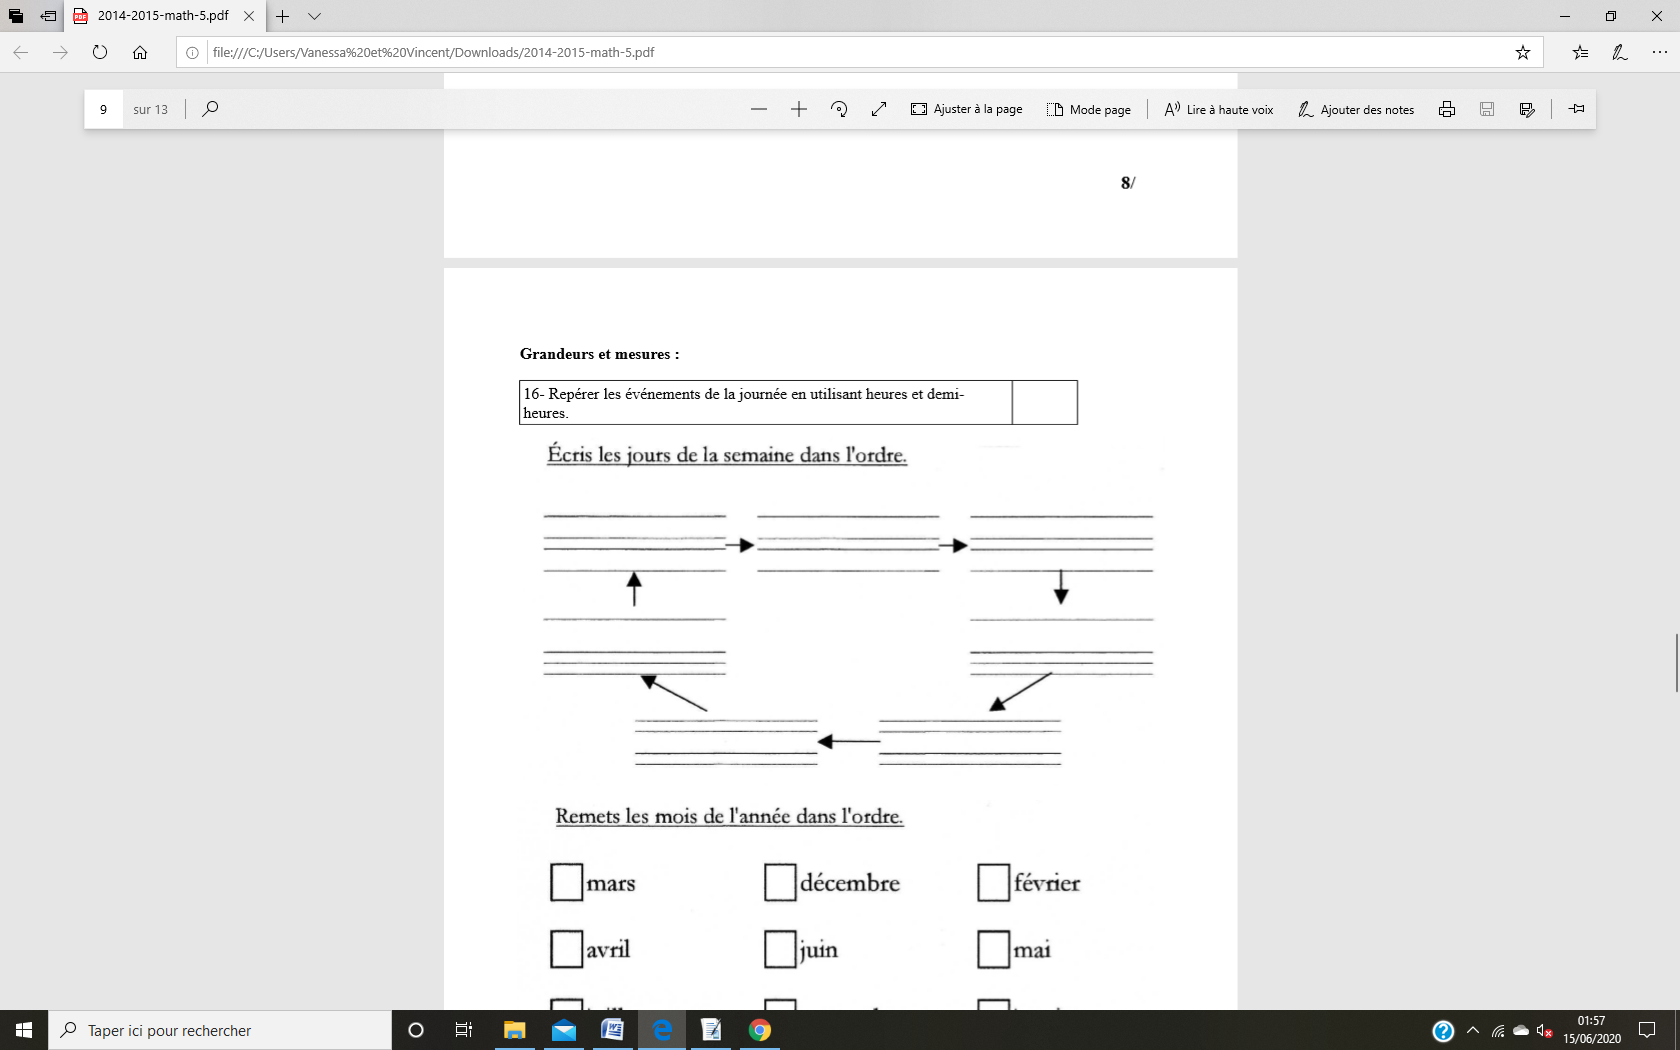 2014-2015-math-5.pdf
file:///C:/Users/Vanessa%20et%20Vincent/Downloads/2014-2015-math-5.pdf
9 sur 13 Ajuster à la page Mode page Lire à haute voix Ajouter des notes
8/
Grandeurs et mesures :
16- Repérer les événements de la journée en utilisant heures et demi-
heures.
Écris les jours de la semaine dans l'ordre.
Remets les mois de l'année dans l'ordre.
mars décembre février
avril juin mai
Taper ici pour rechercher
01:57
15/06/2020